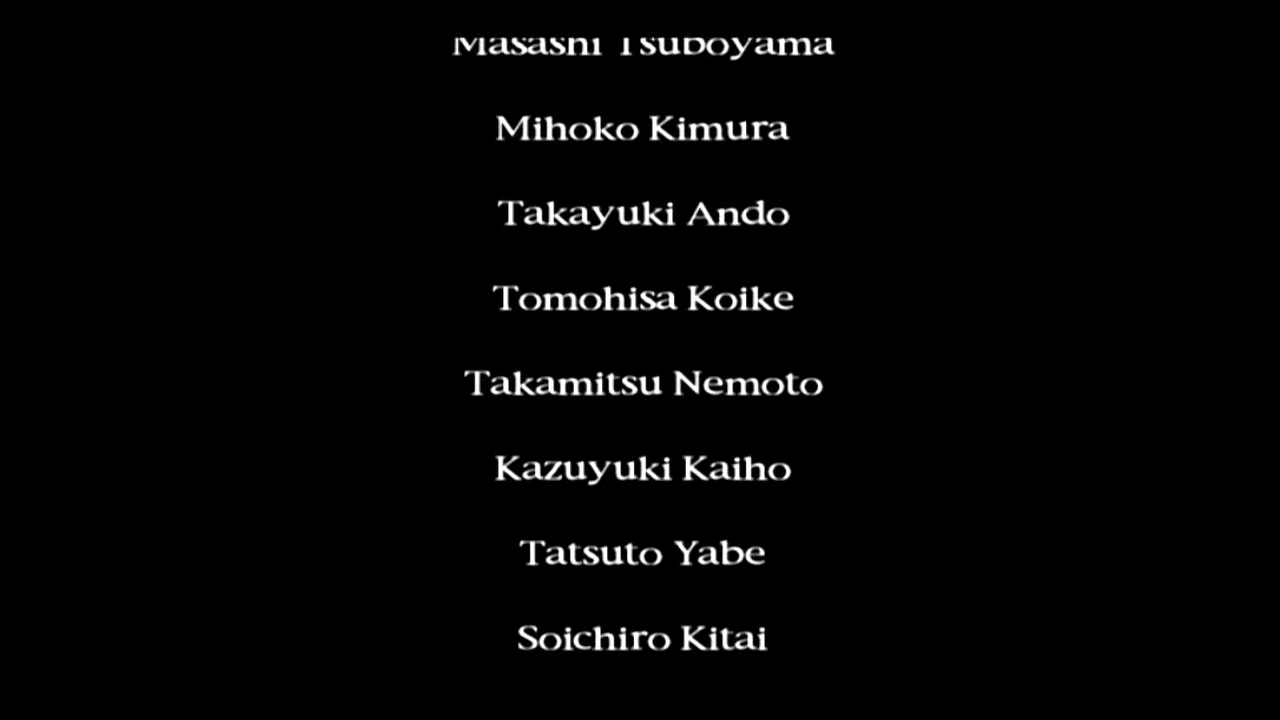 Masashi Tsuboyama
Mihoko Kimura
Takayuki Ando
Tomohisa Koike
Takamitsu Nemoto
Kazuyuki Kaiho
Tatsuto Yabe
Soichiro Kitai